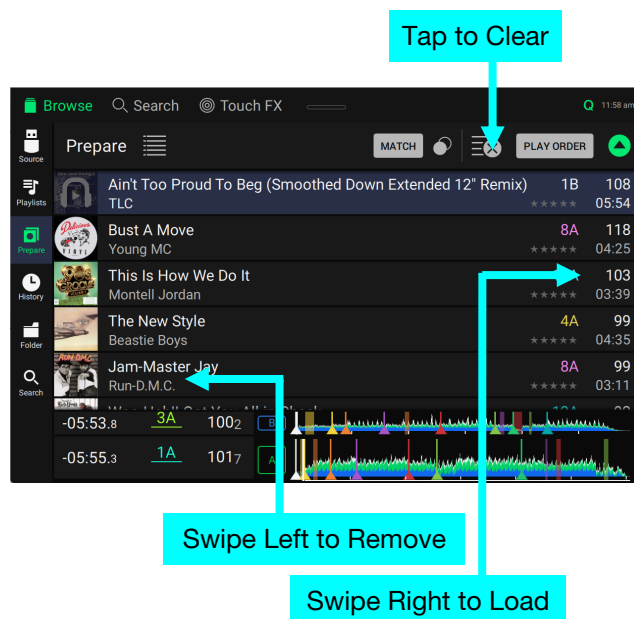 Tap to Clear
Browse Search Touch FX Q 11:58 am
Source
Prepare MATCH PLAY ORDER
Playlists
Ain't Too Proud To Beg (Smoothed Down Extended 12" Remix) 1B 108
TLC 05:54
Prepare
Bust A Move 8A 118
Young MC 04:25
History
This Is How We Do It 103
Montell Jordan 03:39
Folder
The New Style 4A 99
Beastie Boys 04:35
Search
Jam-Master Jay 8A 99
Run-D.M.C. 03:11
-05:53.8 3A 1002 B
-05:55.3 1A 1017 A
Swipe Left to Remove
Swipe Right to Load